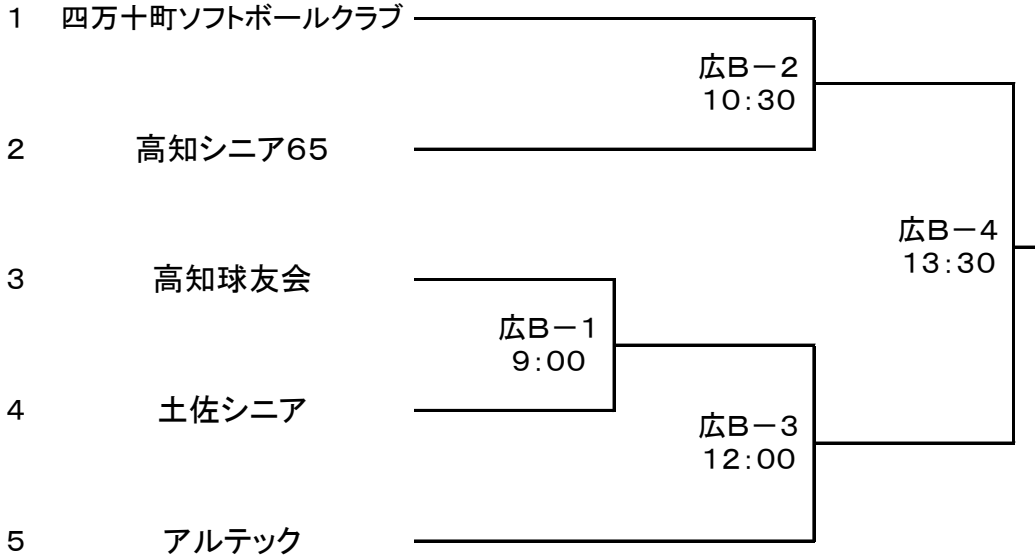 1 四万十町ソフトボールクラブ
広B－2
10：30
2 高知シニア65
広B－4
13：30
3 高知球友会
広B－1
9：00
4 土佐シニア
広B－3
12：00
5 アルテック